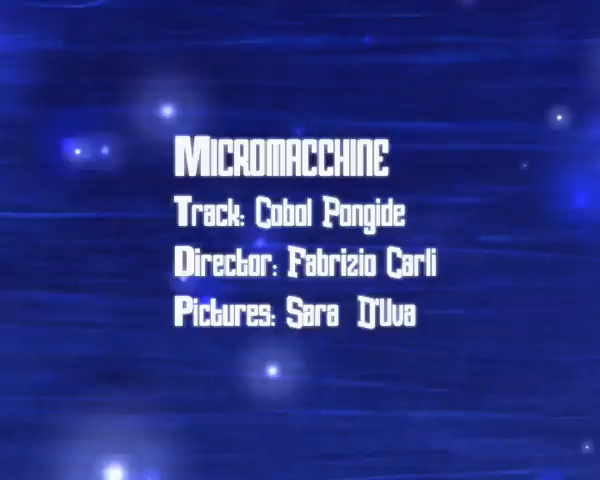 MICROMACCHINE
Track: Cobol Pongide
Director: Fabrizio Carli
Pictures: Sara D'Uva